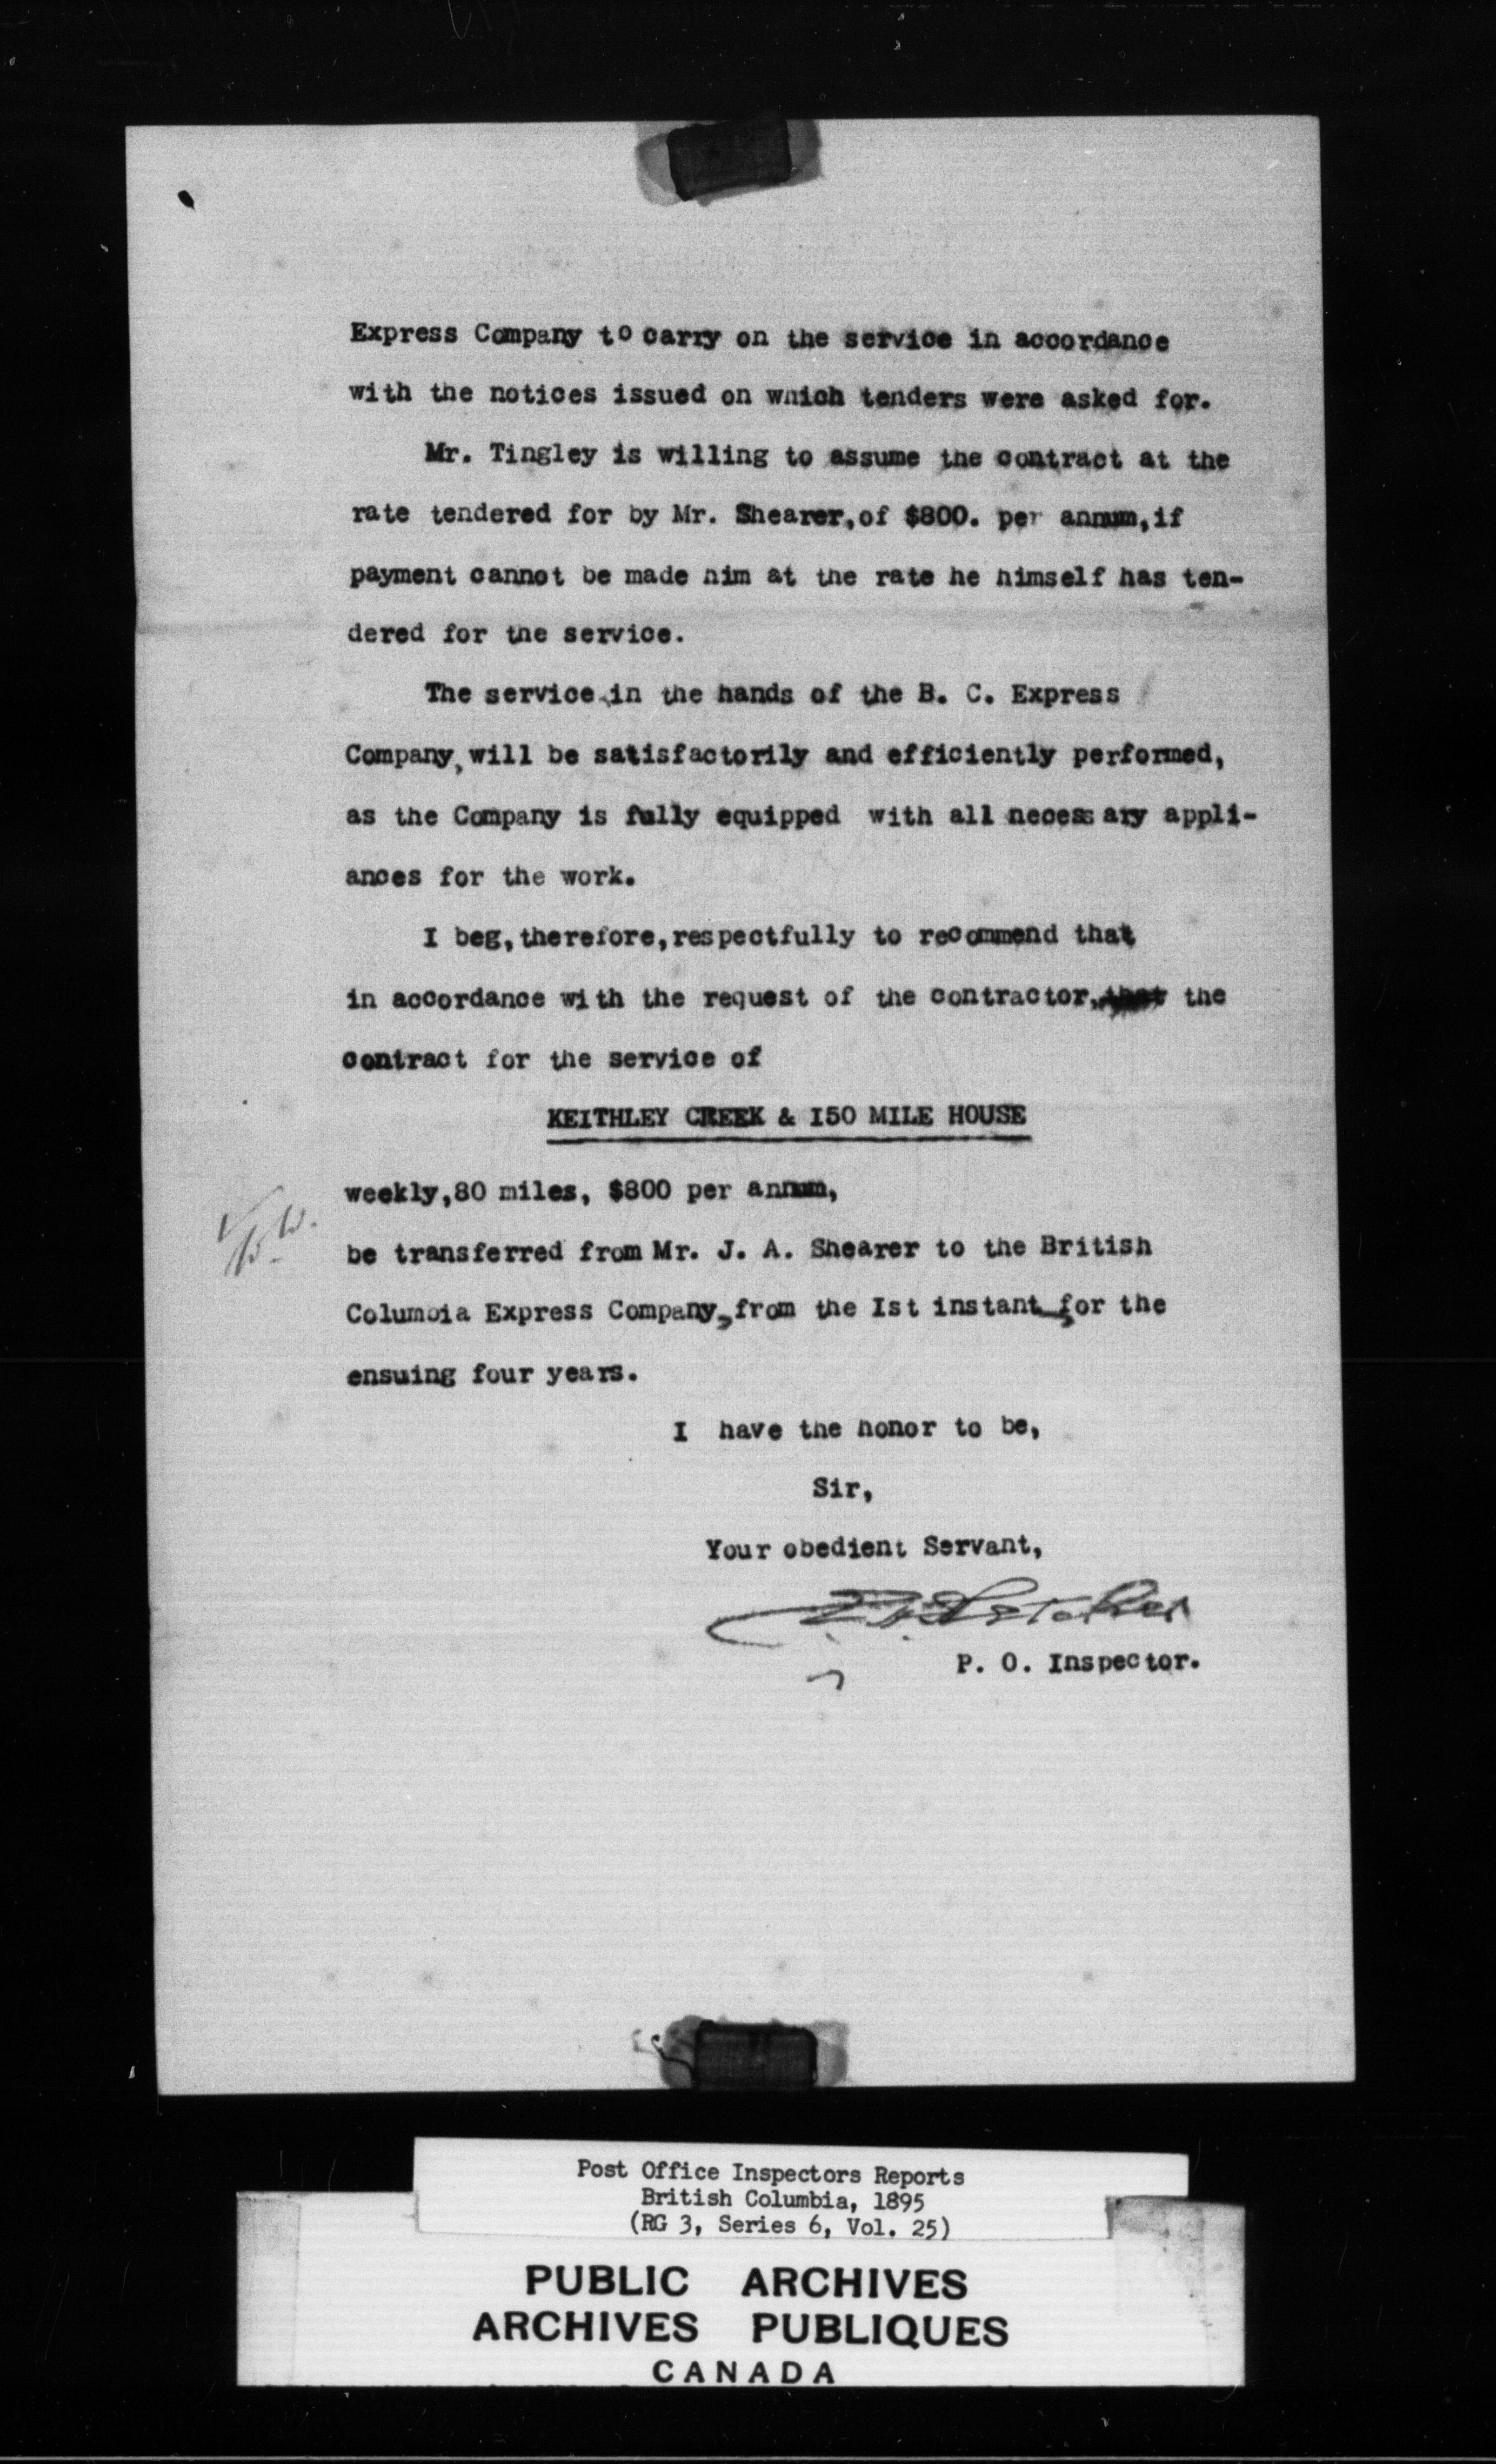 Express Company to carry on the service in accordance
with the notices issued on which tenders were asked for.
Mr. Tingley is willing to assume the contract at the
rate tendered for by Mr. Shearer, of $800. per annum, if
payment cannot be made him at the rate he himself has ten-
dered for the service.
The service, in the hands of the B. C. Express
Company, will be satisfactorily and efficiently performed,
as the Company is fully equipped with all necessary appli-
ances for the work.
I beg, therefore, respectfully to recommend that
in accordance with the request of the contractor, that the
contract for the service of
KEITHLEY CREEK & I50 MILE HOUSE
weekly, 80 miles, $800 per annum,
be transferred from Mr. J. A. Shearer to the British
Columbia Express Company, from the Ist instant, for the
ensuing four years.
I have the honor to be,
Sir,
Your obedient Servant,
P. O. Inspector.
Post Office Inspectors Reports
British Columbia, 1895
(RG 3, Series 6, Vol. 25)
PUBLIC ARCHIVES
ARCHIVES PUBLIQUES
CANADA